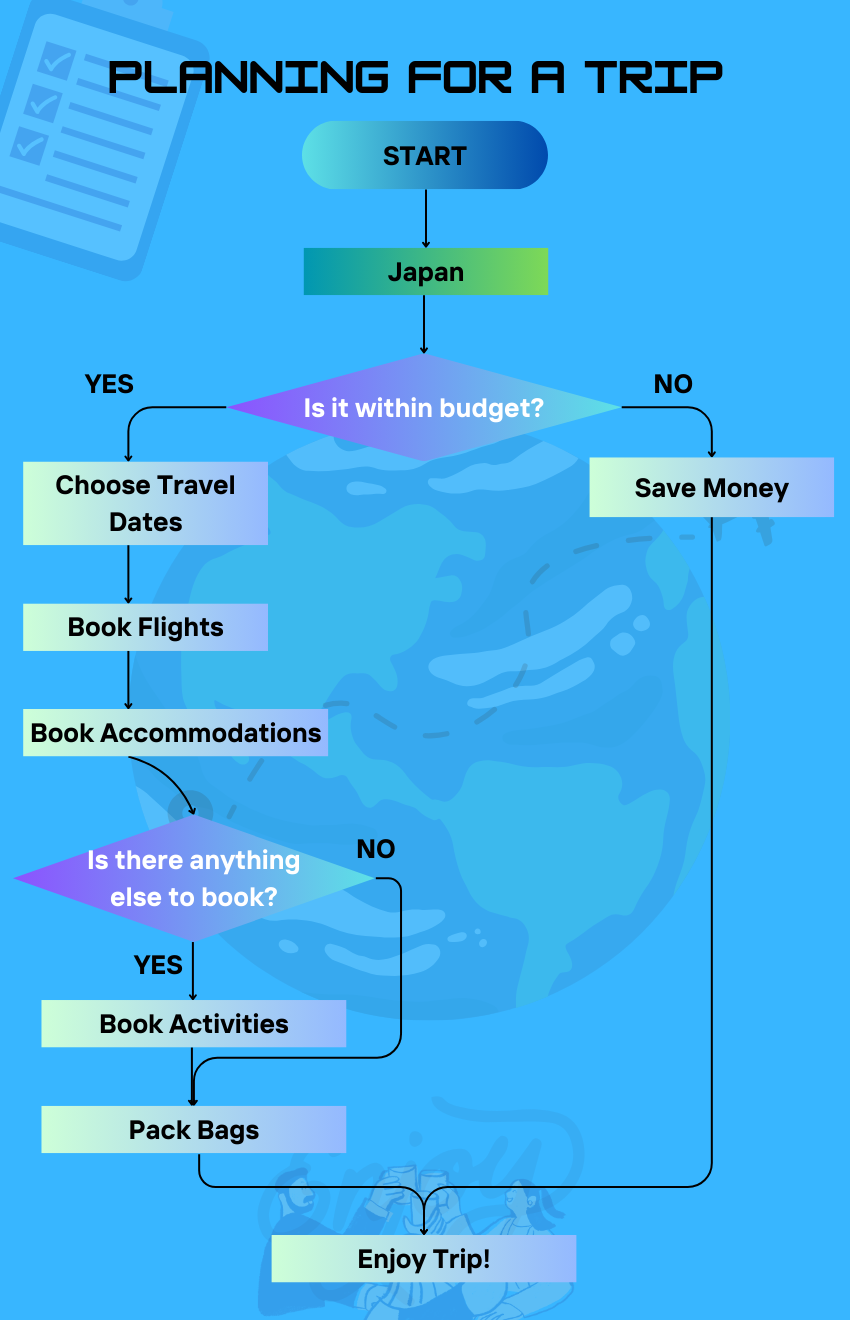 PLANNING FOR A TRIP
START
Japan
YES
NO
Is it within budget?
Choose Travel
Dates
Save Money
Book Flights
Book Accommodations
Is there anything
else to book?
NO
YES
Book Activities
Pack Bags
Enjoy
Enjoy Trip!